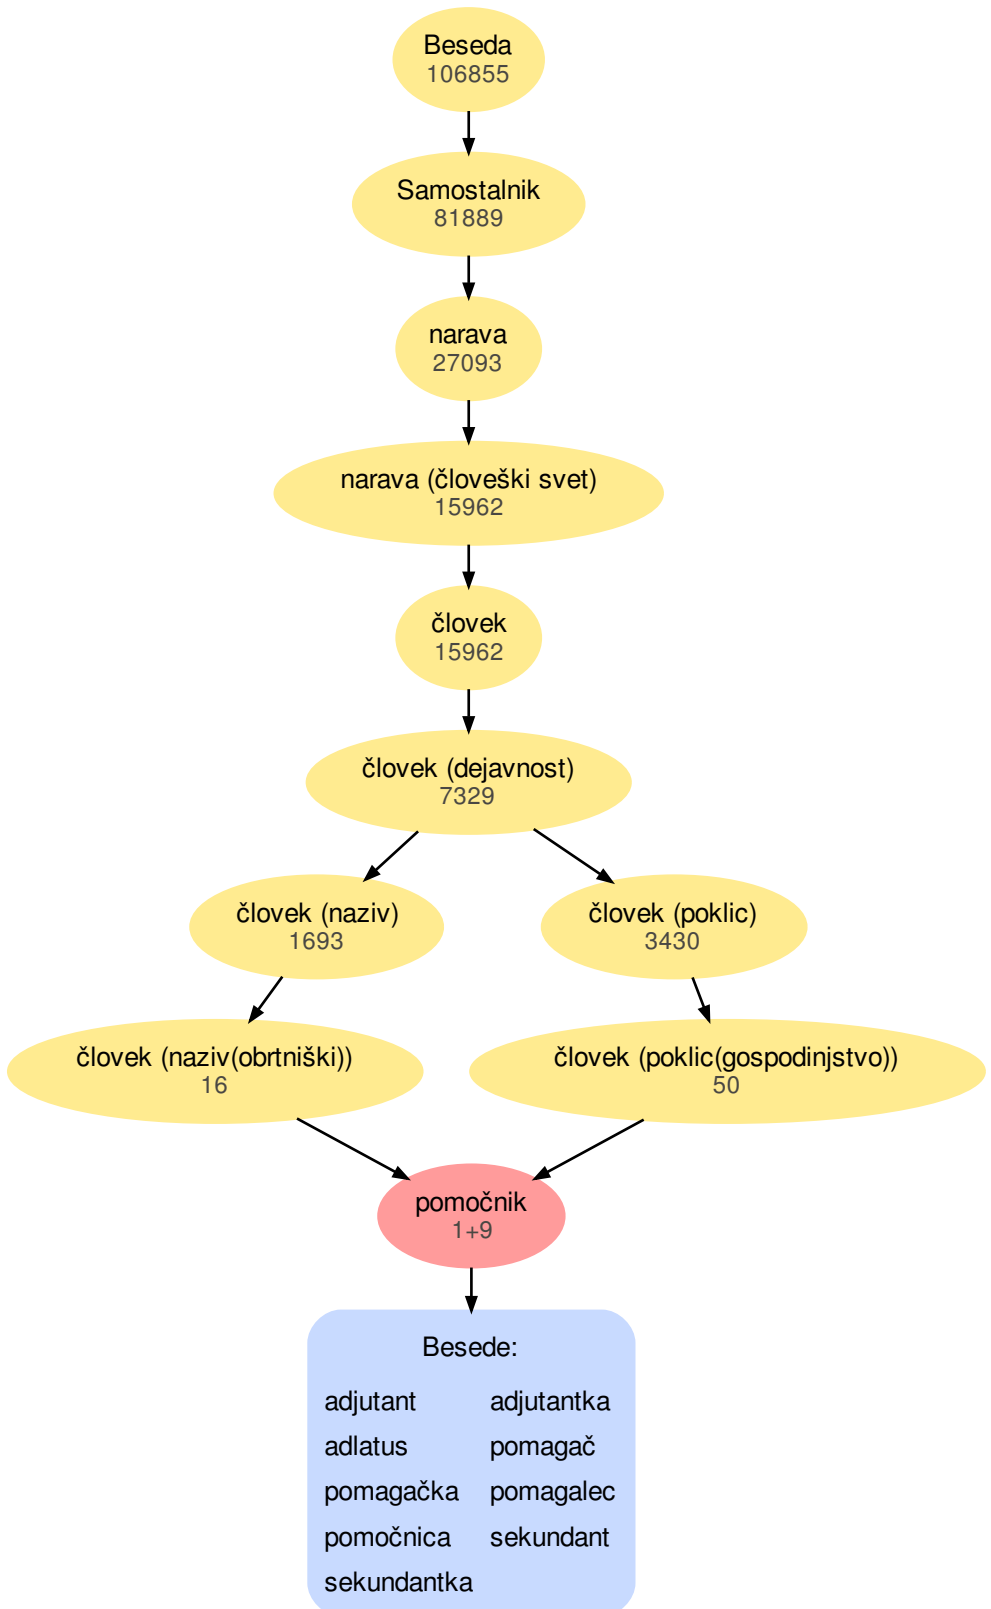 Beseda
106855
Samostalnik
81889
narava
27093
narava (človeški svet)
15962
človek
15962
človek (dejavnost)
7329
človek (naziv)
1693
človek (poklic)
3430
človek (naziv(obrtniški))
16
človek (poklic(gospodinjstvo))
50
pomočnik
1+9
Besede:
adjutant adjutantka
adlatus pomagač
pomagačka pomagalec
pomočnica sekundant
sekundantka